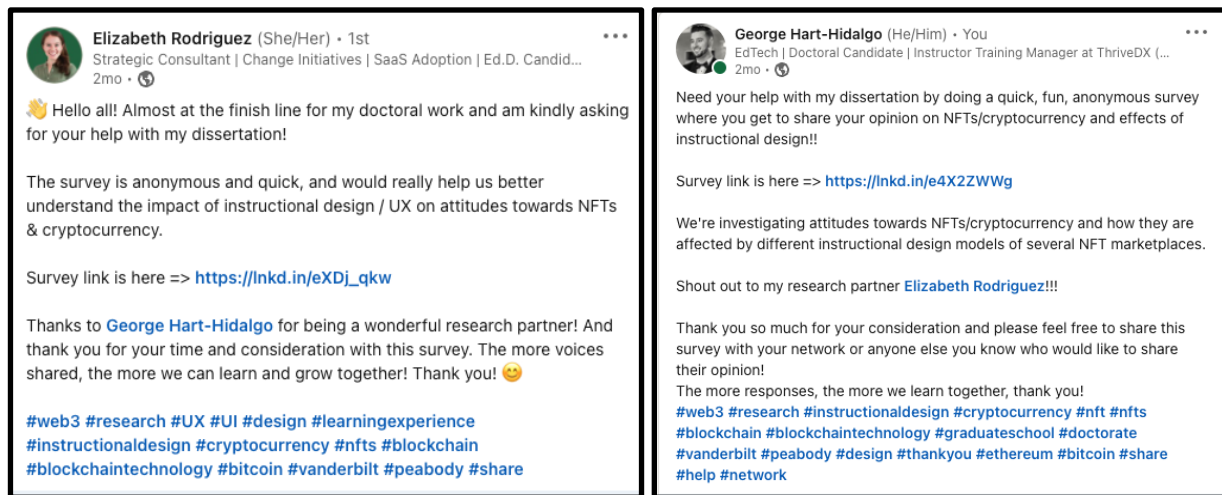 Elizabeth Rodriguez (She/Her) • 1st
Strategic Consultant | Change Initiatives | SaaS Adoption | Ed.D. Candid...
2mo •
👋 Hello all! Almost at the finish line for my doctoral work and am kindly asking
for your help with my dissertation!
The survey is anonymous and quick, and would really help us better
understand the impact of instructional design / UX on attitudes towards NFTs
& cryptocurrency.
Survey link is here => https://lnkd.in/eXDj_qkw
Thanks to George Hart-Hidalgo for being a wonderful research partner! And
thank you for your time and consideration with this survey. The more voices
shared, the more we can learn and grow together! Thank you! 😊
#web3 #research #UX #UI #design #learningexperience
#instructionaldesign #cryptocurrency #nfts #blockchain
#blockchaintechnology #bitcoin #vanderbilt #peabody #share
George Hart-Hidalgo (He/Him) • You
EdTech | Doctoral Candidate | Instructor Training Manager at ThriveDX (...
2mo •
Need your help with my dissertation by doing a quick, fun, anonymous survey
where you get to share your opinion on NFTs/cryptocurrency and effects of
instructional design!!
Survey link is here => https://lnkd.in/e4X2ZWWg
We're investigating attitudes towards NFTs/cryptocurrency and how they are
affected by different instructional design models of several NFT marketplaces.
Shout out to my research partner Elizabeth Rodriguez!!!
Thank you so much for your consideration and please feel free to share this
survey with your network or anyone else you know who would like to share
their opinion!
The more responses, the more we learn together, thank you!
#web3 #research #instructionaldesign #cryptocurrency #nft #nfts
#blockchain #blockchaintechnology #graduateschool #doctorate
#vanderbilt #peabody #design #thankyou #ethereum #bitcoin #share
#help #network